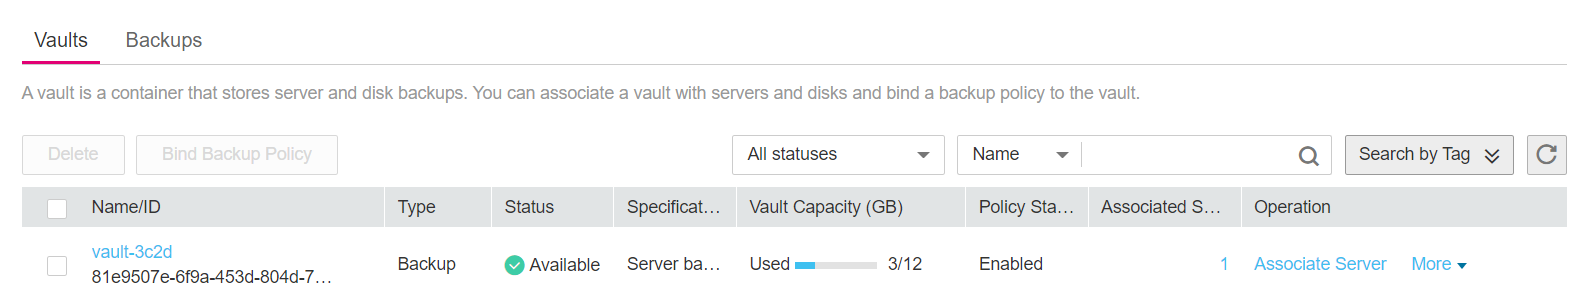 Vaults Backups
A vault is a container that stores server and disk backups. You can associate a vault with servers and disks and bind a backup policy to the vault.
Delete Bind Backup Policy All statuses Name Search by Tag
Name/ID Type Status Specificat... Vault Capacity (GB) Policy Sta... Associated S... Operation
vault-3c2d
81e9507e-6f9a-453d-804d-7... Backup Available Server ba... Used 3/12 Enabled 1 Associate Server More